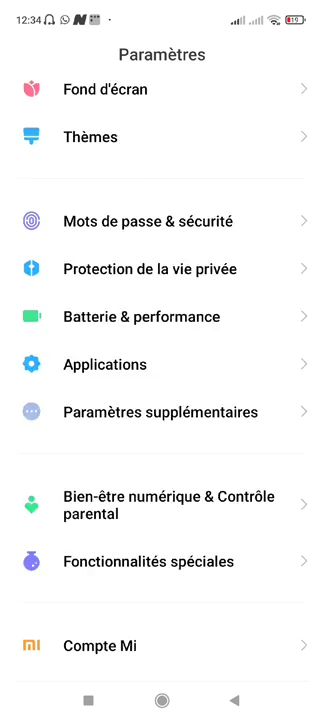 12:34
19
Paramètres
Fond d'écran
Thèmes
Mots de passe & sécurité
Protection de la vie privée
Batterie & performance
Applications
Paramètres supplémentaires
Bien-être numérique & Contrôle
parental
Fonctionnalités spéciales
Compte Mi